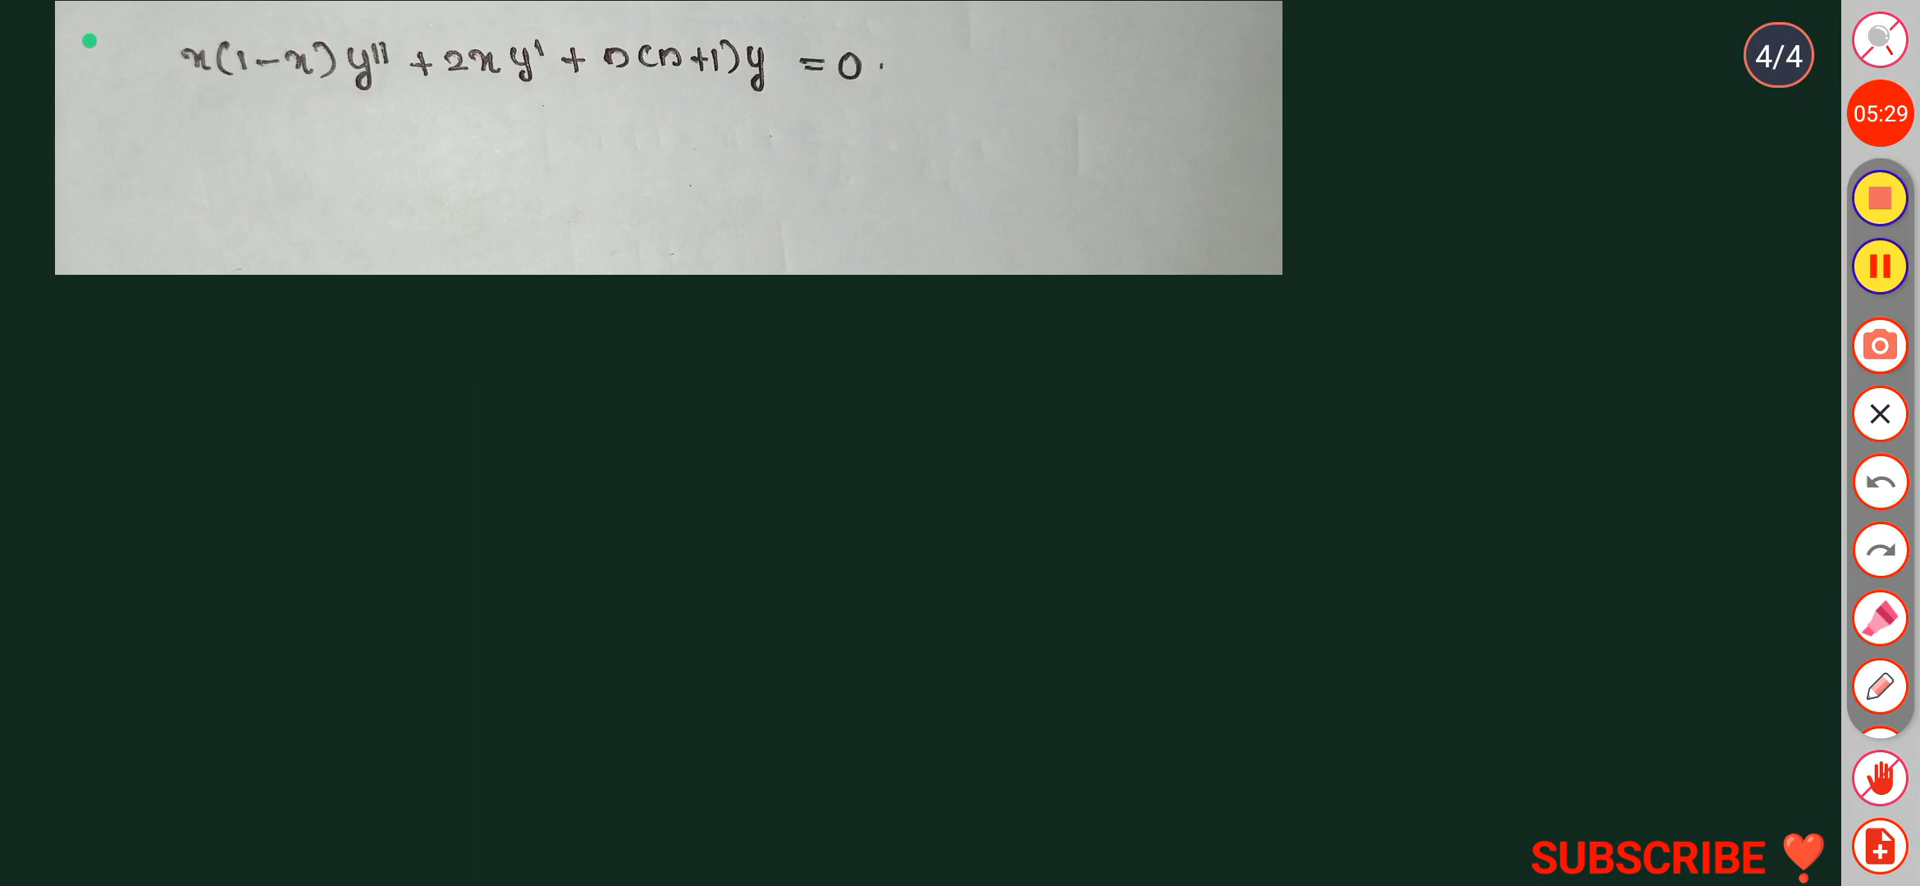 x(1-x)y'' + 2xy' + n(n+1)y = 0.
4/4
05:29
SUBSCRIBE